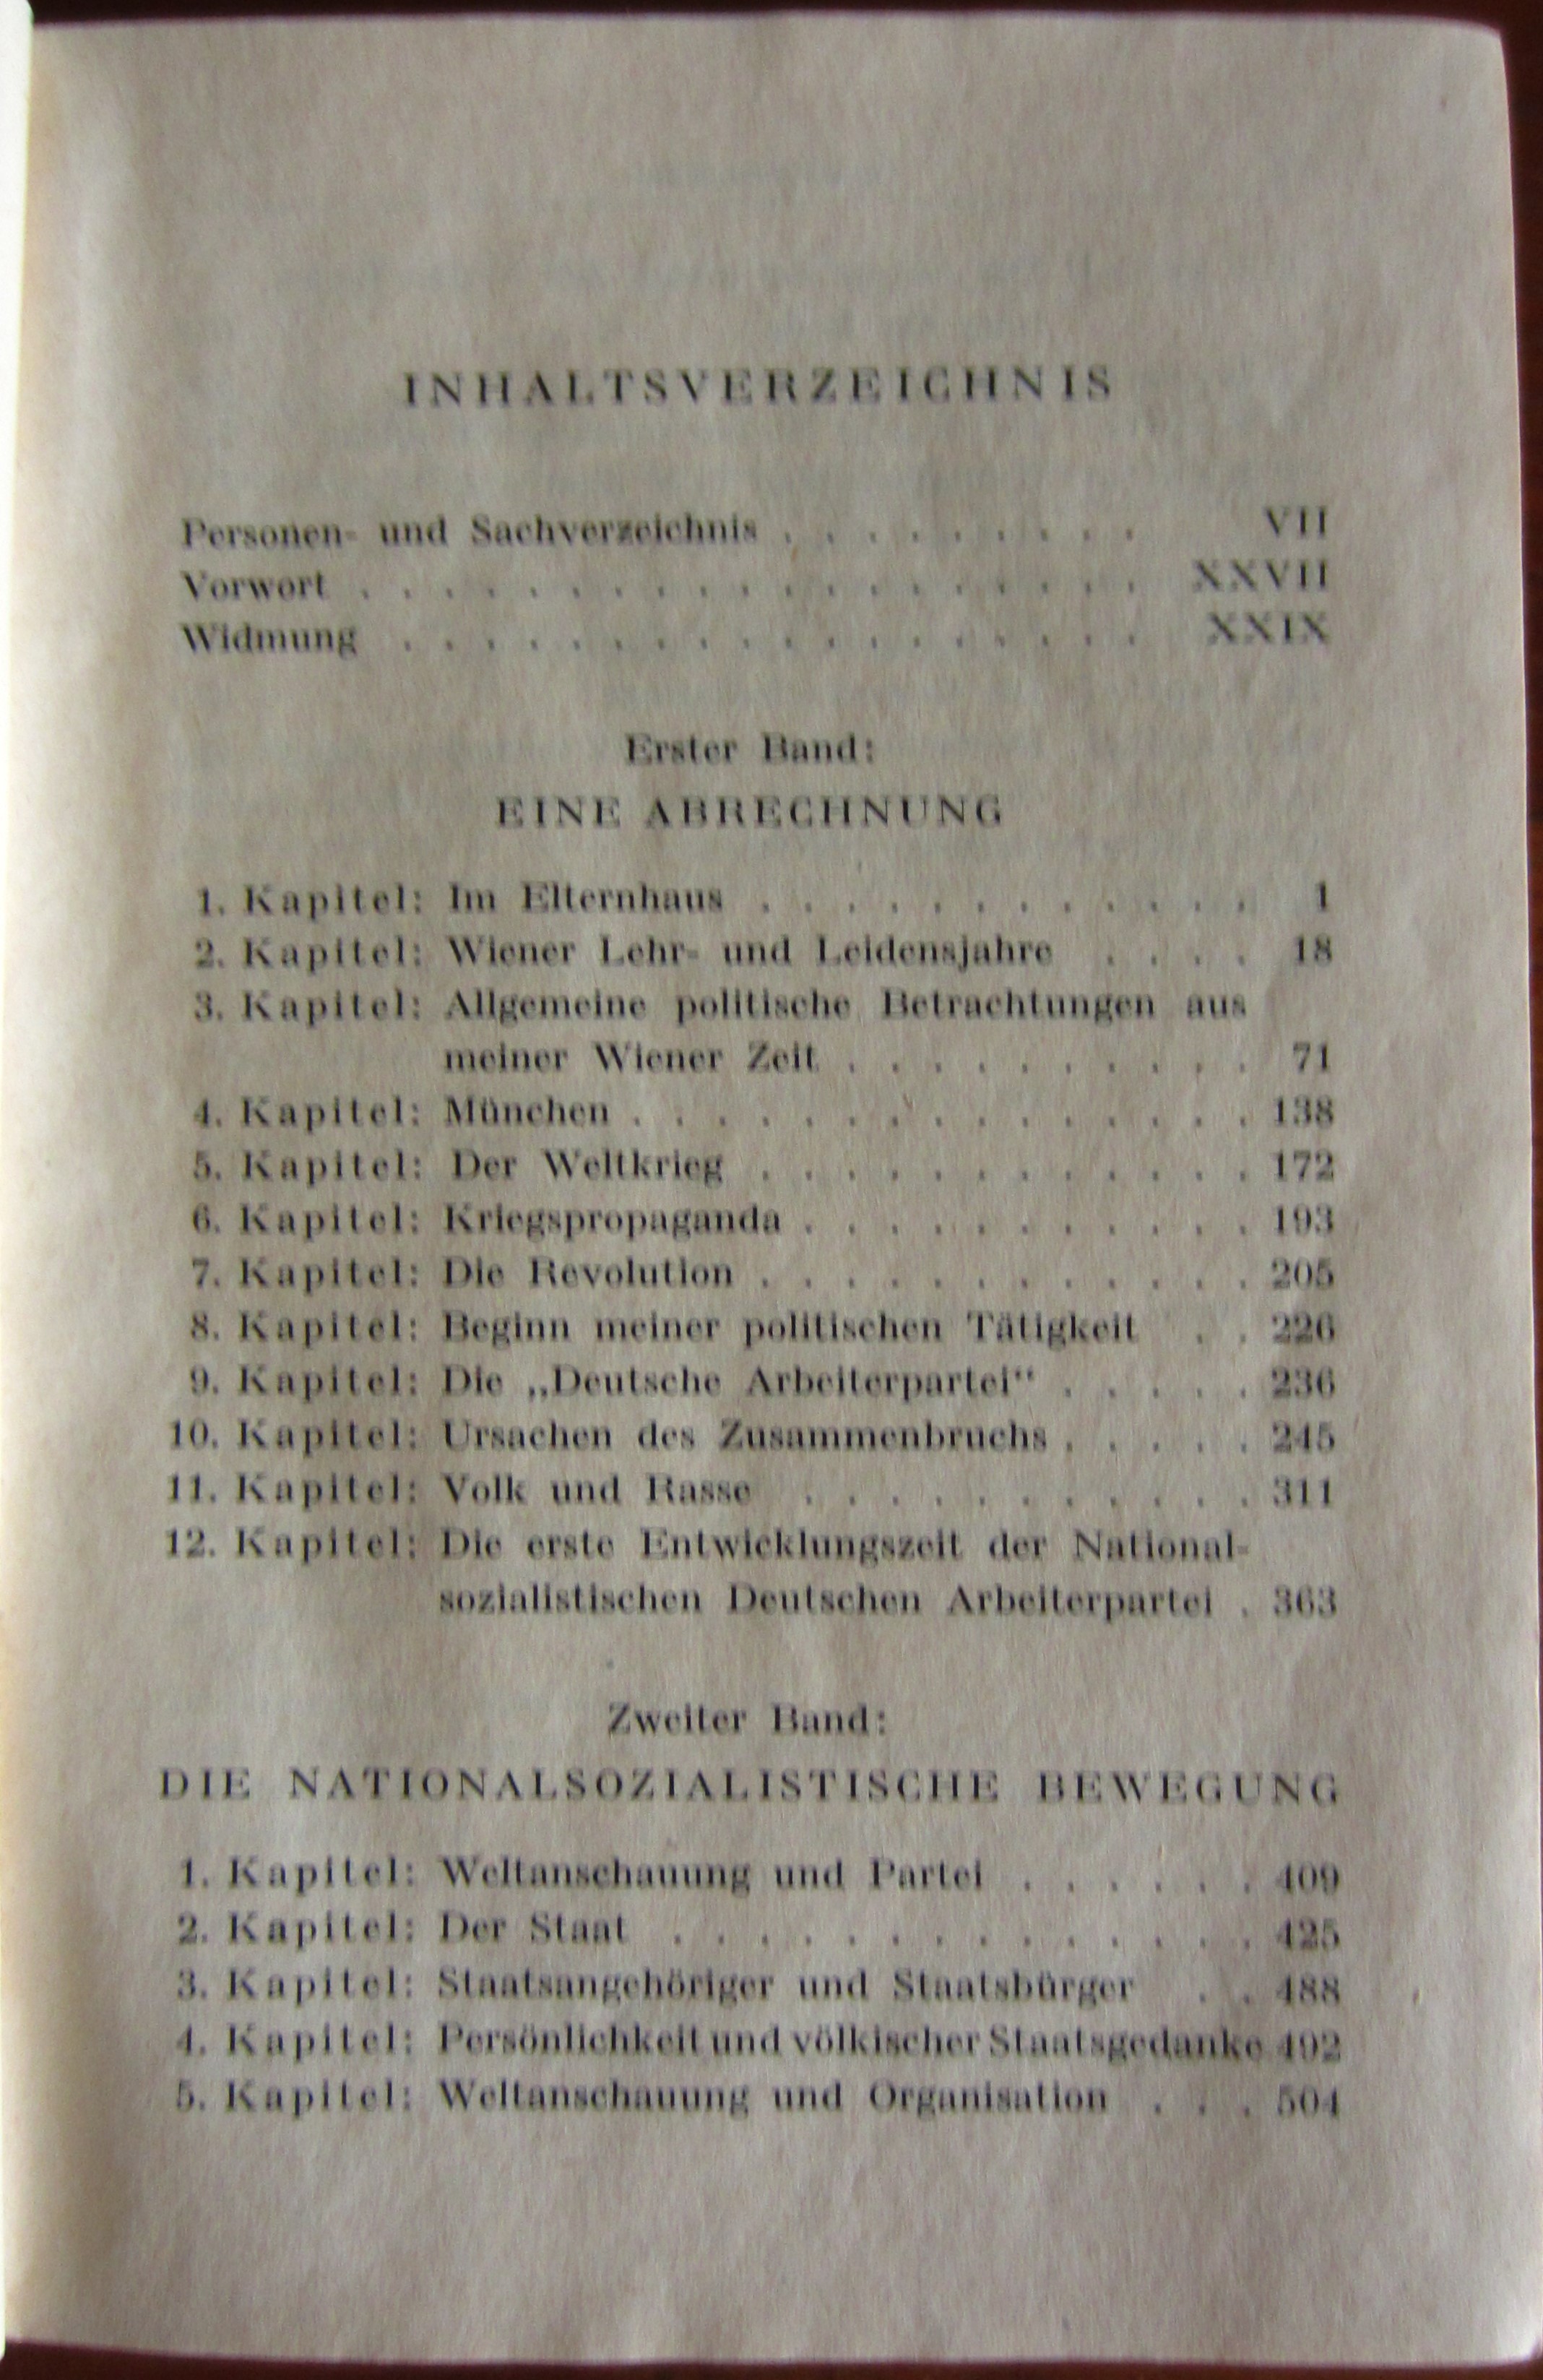 INHALTSVERZEICHNIS
Personen- und Sachverzeichnis . . . . . . . . . VII
Vorwort . . . . . . . . . . . . . . . . . . . XXVII
Widmung . . . . . . . . . . . . . . . . . . XXIX
Erster Band:
EINE ABRECHNUNG
1. Kapitel: Im Elternhaus . . . . . . . . . . . . 1
2. Kapitel: Wiener Lehr- und Leidensjahre . . . . 18
3. Kapitel: Allgemeine politische Betrachtungen aus
meiner Wiener Zeit . . . . . . . . . . 71
4. Kapitel: München . . . . . . . . . . . . . . . 138
5. Kapitel: Der Weltkrieg . . . . . . . . . . . . 172
6. Kapitel: Kriegspropaganda . . . . . . . . . . . 193
7. Kapitel: Die Revolution . . . . . . . . . . . . 205
8. Kapitel: Beginn meiner politischen Tätigkeit . . 226
9. Kapitel: Die „Deutsche Arbeiterpartei“ . . . . . 236
10. Kapitel: Ursachen des Zusammenbruchs . . . . . 245
11. Kapitel: Volk und Rasse . . . . . . . . . . . 311
12. Kapitel: Die erste Entwicklungszeit der National-
sozialistischen Deutschen Arbeiterpartei . 363
Zweiter Band:
DIE NATIONALSOZIALISTISCHE BEWEGUNG
1. Kapitel: Weltanschauung und Partei . . . . . . 409
2. Kapitel: Der Staat . . . . . . . . . . . . . . 425
3. Kapitel: Staatsangehöriger und Staatsbürger . . 488
4. Kapitel: Persönlichkeit und völkischer Staatsgedanke 492
5. Kapitel: Weltanschauung und Organisation . . . 504